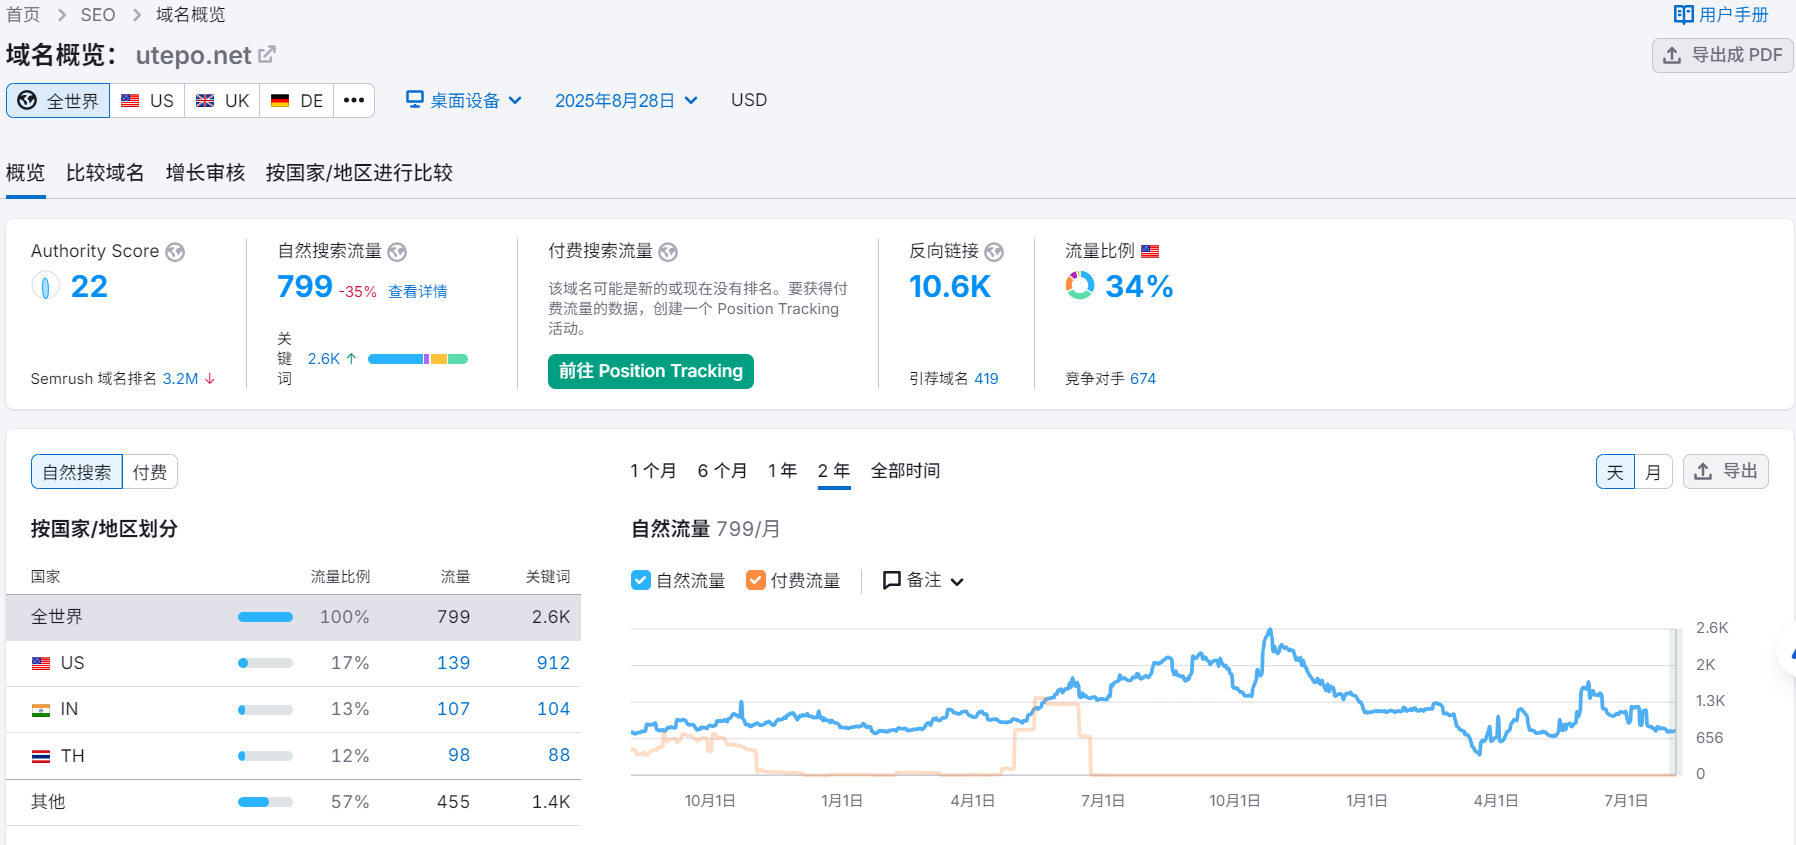 首页 > SEO > 域名概览
用户手册
域名概览： utepo.net
导出成 PDF
全世界 US UK DE •••
桌面设备 2025年8月28日 USD
概览 比较域名 增长审核 按国家/地区进行比较
Authority Score
22
Semrush 域名排名 3.2M ↓
自然搜索流量
799 -35% 查看详情
关键词 2.6K ↑
付费搜索流量
该域名可能是新的或现在没有排名。要获得付
费流量的数据，创建一个 Position Tracking
活动。
前往 Position Tracking
反向链接
10.6K
引荐域名 419
流量比例
34%
竞争对手 674
自然搜索 付费
按国家/地区划分
国家 流量比例 流量 关键词
全世界 100% 799 2.6K
US 17% 139 912
IN 13% 107 104
TH 12% 98 88
其他 57% 455 1.4K
1 个月 6 个月 1 年 2 年 全部时间
天 月 导出
自然流量 799/月
自然流量 付费流量 备注
2.6K
2K
1.3K
656
0
10月1日 1月1日 4月1日 7月1日 10月1日 1月1日 4月1日 7月1日